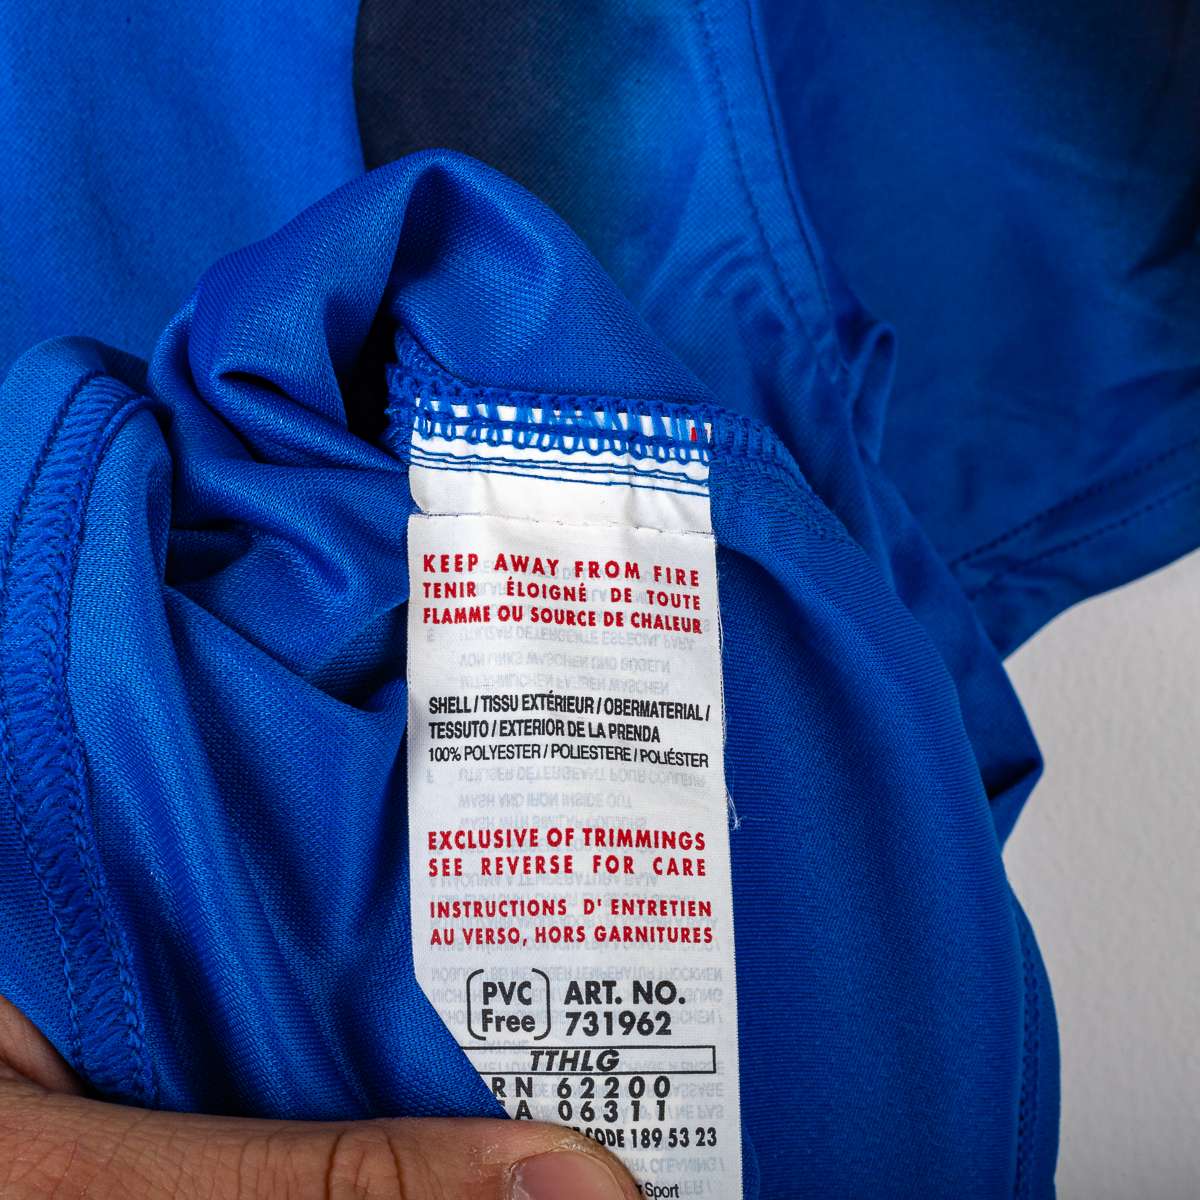 KEEP AWAY FROM FIRE
TENIR ÉLOIGNÉ DE TOUTE
FLAMME OU SOURCE DE CHALEUR
SHELL / TISSU EXTÉRIEUR / OBERMATERIAL /
TESSUTO / EXTERIOR DE LA PRENDA
100% POLYESTER / POLIESTERE / POLIÉSTER
EXCLUSIVE OF TRIMMINGS
SEE REVERSE FOR CARE
INSTRUCTIONS D' ENTRETIEN
AU VERSO, HORS GARNITURES
PVC Free
ART. NO.
731962
TTHLG
RN 62200
A 06311
CODE 189 53 23
Sport